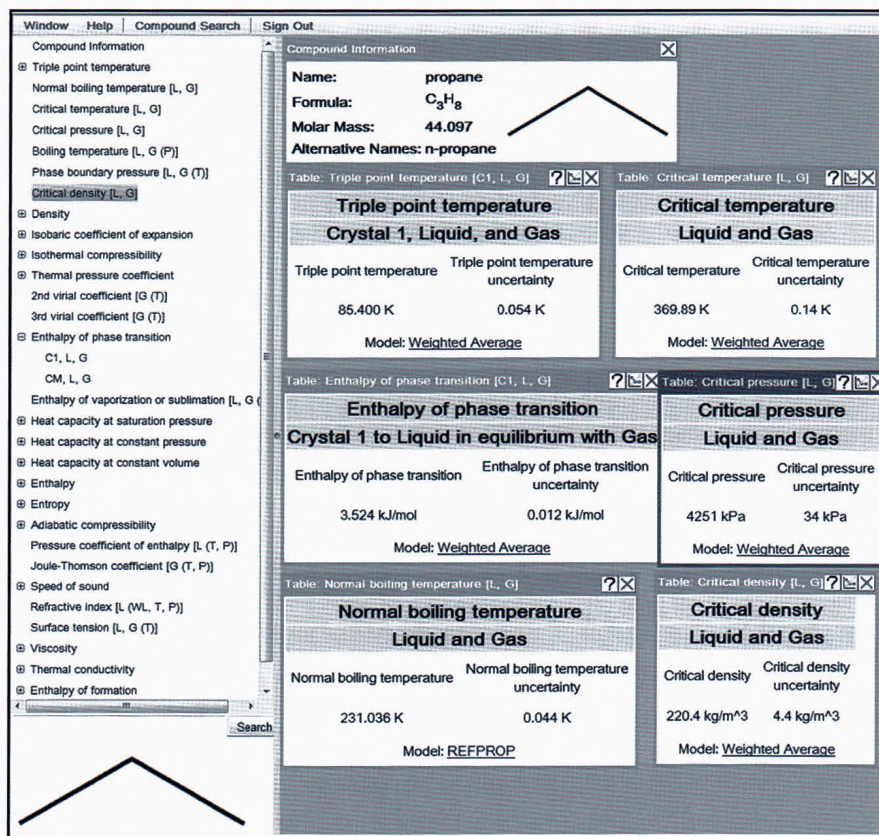 Window Help Compound Search Sign Out
Compound Information
Triple point temperature
Normal boiling temperature [L, G]
Critical temperature [L, G]
Critical pressure [L, G]
Boiling temperature [L, G (P)]
Phase boundary pressure [L, G (T)]
Critical density [L, G]
Density
Isobaric coefficient of expansion
Isothermal compressibility
Thermal pressure coefficient
2nd virial coefficient [G (T)]
3rd virial coefficient [G (T)]
Enthalpy of phase transition
C1, L, G
CM, L, G
Enthalpy of vaporization or sublimation [L, G (
Heat capacity at saturation pressure
Heat capacity at constant pressure
Heat capacity at constant volume
Enthalpy
Entropy
Adiabatic compressibility
Pressure coefficient of enthalpy [L (T, P)]
Joule-Thomson coefficient [G (T, P)]
Speed of sound
Refractive index [L (WL, T, P)]
Surface tension [L, G (T)]
Viscosity
Thermal conductivity
Enthalpy of formation
Search
Compound Information
Name: propane
Formula: C3H8
Molar Mass: 44.097
Alternative Names: n-propane
Table: Triple point temperature [C1, L, G]
Triple point temperature
Crystal 1, Liquid, and Gas
Triple point temperature Triple point temperature
uncertainty
85.400 K 0.054 K
Model: Weighted Average
Table: Critical temperature [L, G]
Critical temperature
Liquid and Gas
Critical temperature Critical temperature
uncertainty
369.89 K 0.14 K
Model: Weighted Average
Table: Enthalpy of phase transition [C1, L, G]
Enthalpy of phase transition
Crystal 1 to Liquid in equilibrium with Gas
Enthalpy of phase transition Enthalpy of phase transition
uncertainty
3.524 kJ/mol 0.012 kJ/mol
Model: Weighted Average
Table: Critical pressure [L, G]
Critical pressure
Liquid and Gas
Critical pressure Critical pressure
uncertainty
4251 kPa 34 kPa
Model: Weighted Average
Table: Normal boiling temperature [L, G]
Normal boiling temperature
Liquid and Gas
Normal boiling temperature Normal boiling temperature
uncertainty
231.036 K 0.044 K
Model: REFPROP
Table: Critical density [L, G]
Critical density
Liquid and Gas
Critical density Critical density
uncertainty
220.4 kg/m^3 4.4 kg/m^3
Model: Weighted Average